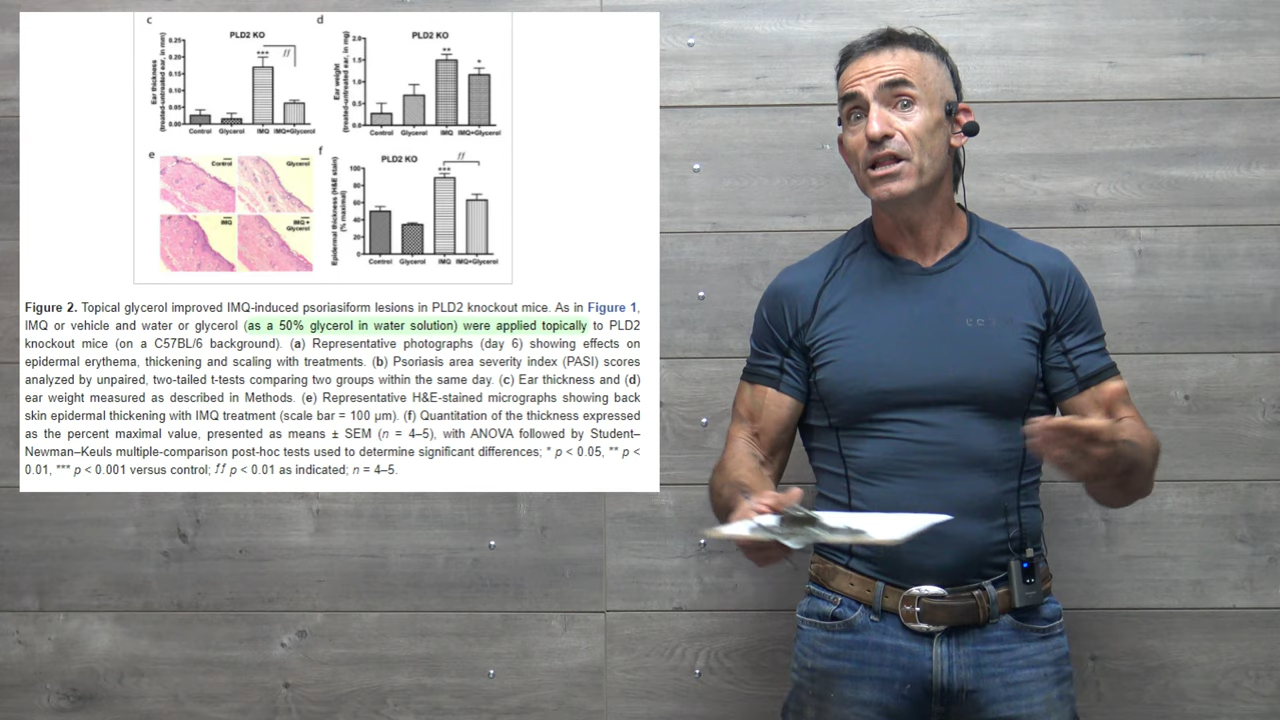 c
d
PLD2 KO
PLD2 KO
Ear thickness
(treated-untreated ear, in mm)
0.25
0.20
0.15
0.10
0.05
0.00
***
ƒƒ
Control Glycerol IMQ IMQ+Glycerol
Ear weight
(treated-untreated ear, in mg)
2.0
1.5
1.0
0.5
0.0
**
*
Control Glycerol IMQ IMQ+Glycerol
e
Control
Glycerol
IMQ
IMQ +
Glycerol
f
PLD2 KO
Epidermal thickness (H&E stain)
(% maximal)
100
80
60
40
20
0
***
ƒƒ
Control Glycerol IMQ IMQ+Glycerol
Figure 2. Topical glycerol improved IMQ-induced psoriasiform lesions in PLD2 knockout mice. As in Figure 1,
IMQ or vehicle and water or glycerol (as a 50% glycerol in water solution) were applied topically to PLD2
knockout mice (on a C57BL/6 background). (a) Representative photographs (day 6) showing effects on
epidermal erythema, thickening and scaling with treatments. (b) Psoriasis area severity index (PASI) scores
analyzed by unpaired, two-tailed t-tests comparing two groups within the same day. (c) Ear thickness and (d)
ear weight measured as described in Methods. (e) Representative H&E-stained micrographs showing back
skin epidermal thickening with IMQ treatment (scale bar = 100 μm). (f) Quantitation of the thickness expressed
as the percent maximal value, presented as means ± SEM (n = 4–5), with ANOVA followed by Student–
Newman–Keuls multiple-comparison post-hoc tests used to determine significant differences; * p < 0.05, ** p <
0.01, *** p < 0.001 versus control; ƒƒ p < 0.01 as indicated; n = 4–5.